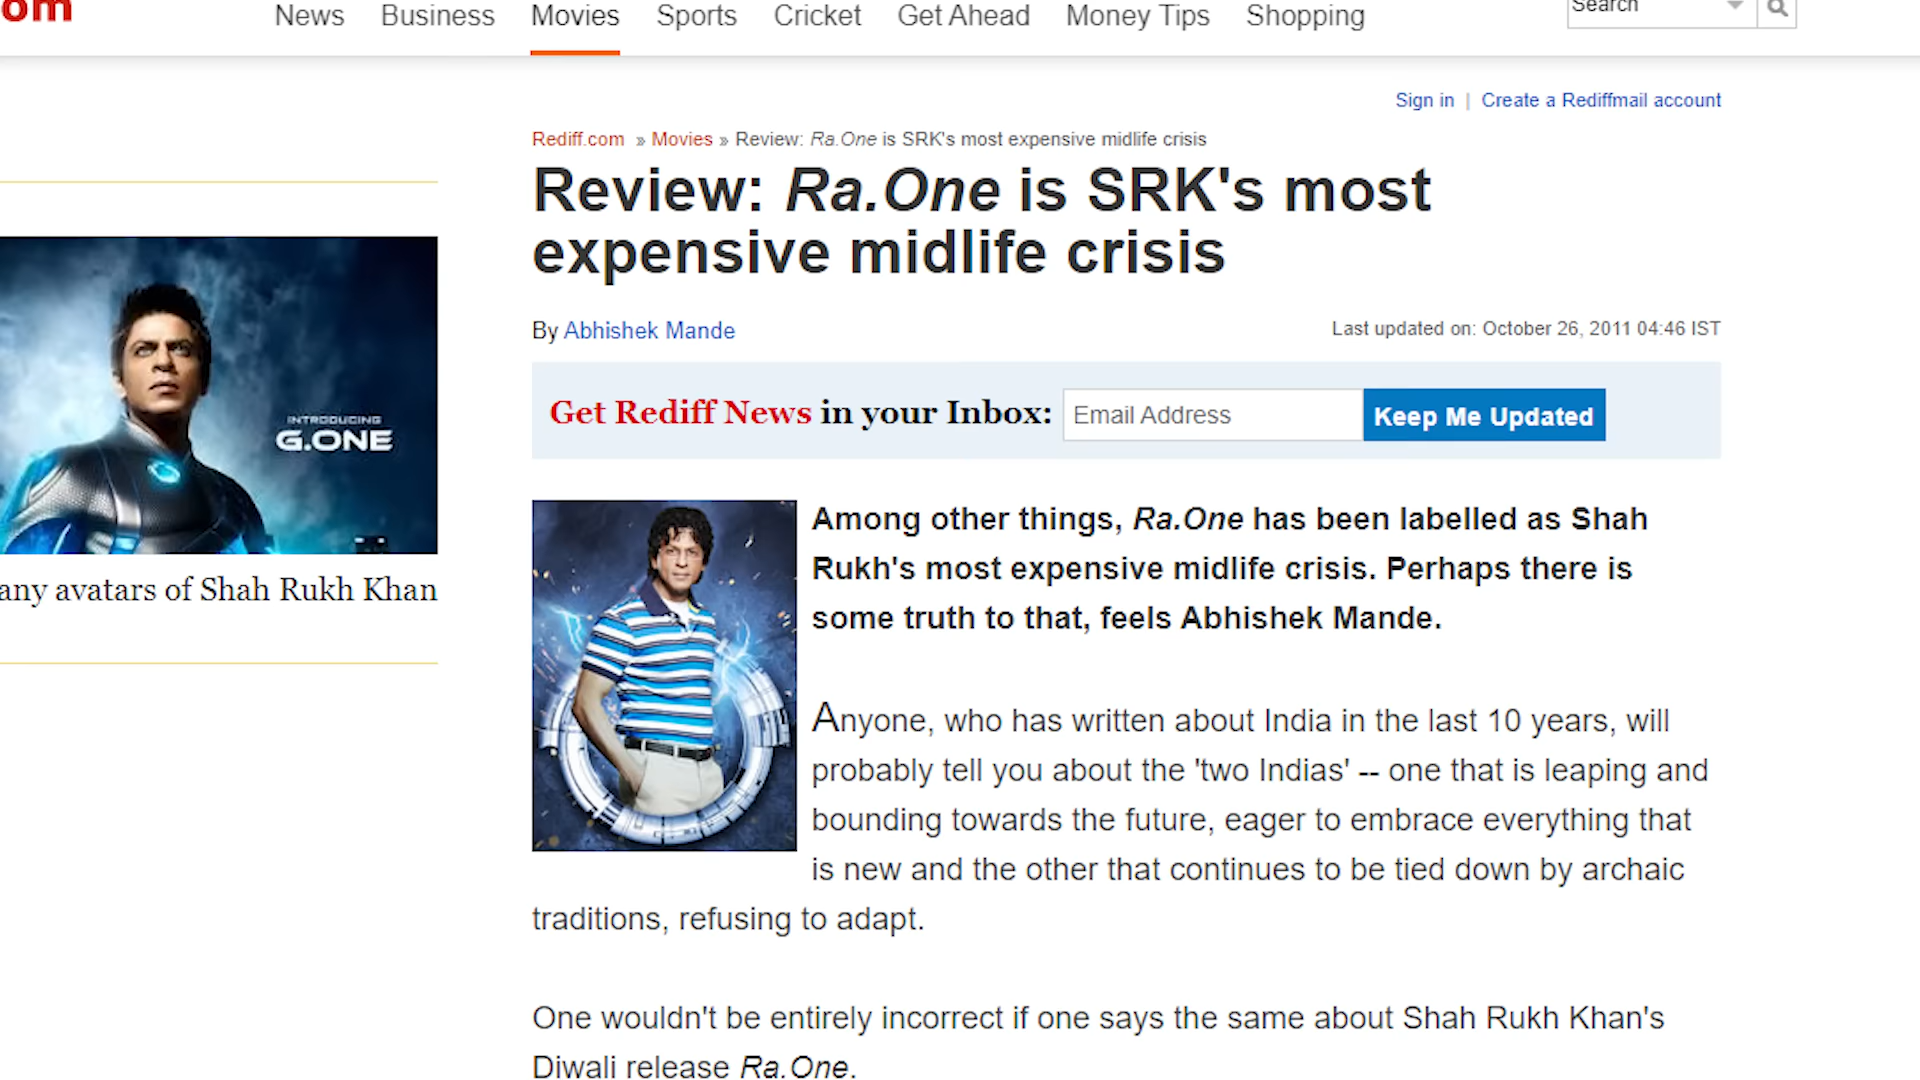 om
News Business Movies Sports Cricket Get Ahead Money Tips Shopping
Search
Sign in | Create a Rediffmail account
Rediff.com » Movies » Review: Ra.One is SRK's most expensive midlife crisis
Review: Ra.One is SRK's most
expensive midlife crisis
By Abhishek Mande
Last updated on: October 26, 2011 04:46 IST
Get Rediff News in your Inbox: Email Address Keep Me Updated
INTRODUCING
G.ONE
any avatars of Shah Rukh Khan
Among other things, Ra.One has been labelled as Shah
Rukh's most expensive midlife crisis. Perhaps there is
some truth to that, feels Abhishek Mande.
Anyone, who has written about India in the last 10 years, will
probably tell you about the 'two Indias' -- one that is leaping and
bounding towards the future, eager to embrace everything that
is new and the other that continues to be tied down by archaic
traditions, refusing to adapt.
One wouldn't be entirely incorrect if one says the same about Shah Rukh Khan's
Diwali release Ra.One.